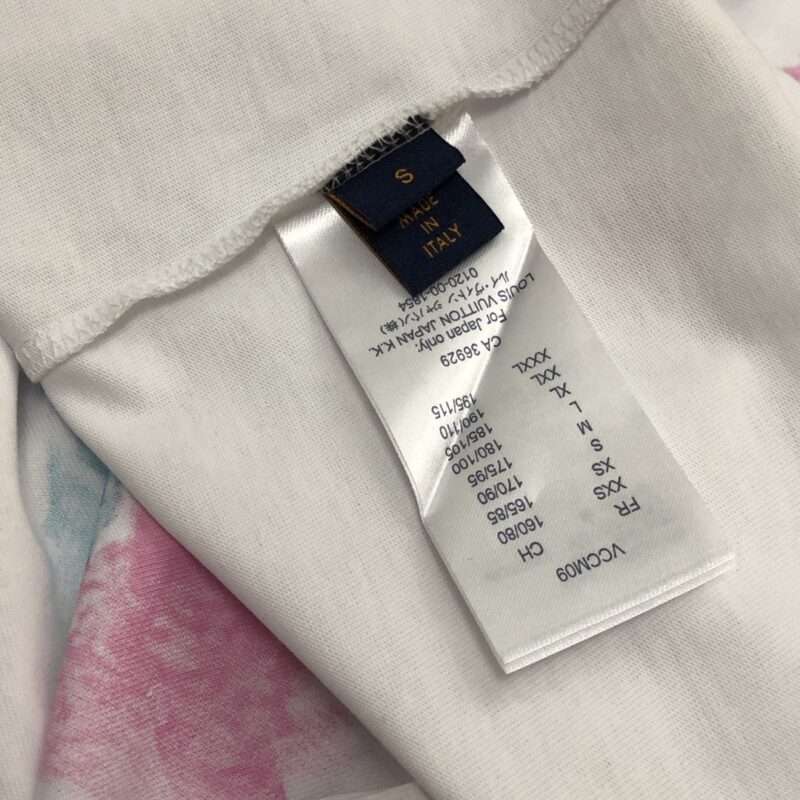 S
MADE
IN
ITALY
VCCM09
FR CH
XXS 160/80
XS 165/85
S 170/90
M 175/95
L 180/100
XL 185/105
XXL 190/110
XXXL 195/115
CA 36929
For Japan only:
LOUIS VUITTON JAPAN K.K.
ルイ・ヴィトン ジャパン(株)
0120-00-1854